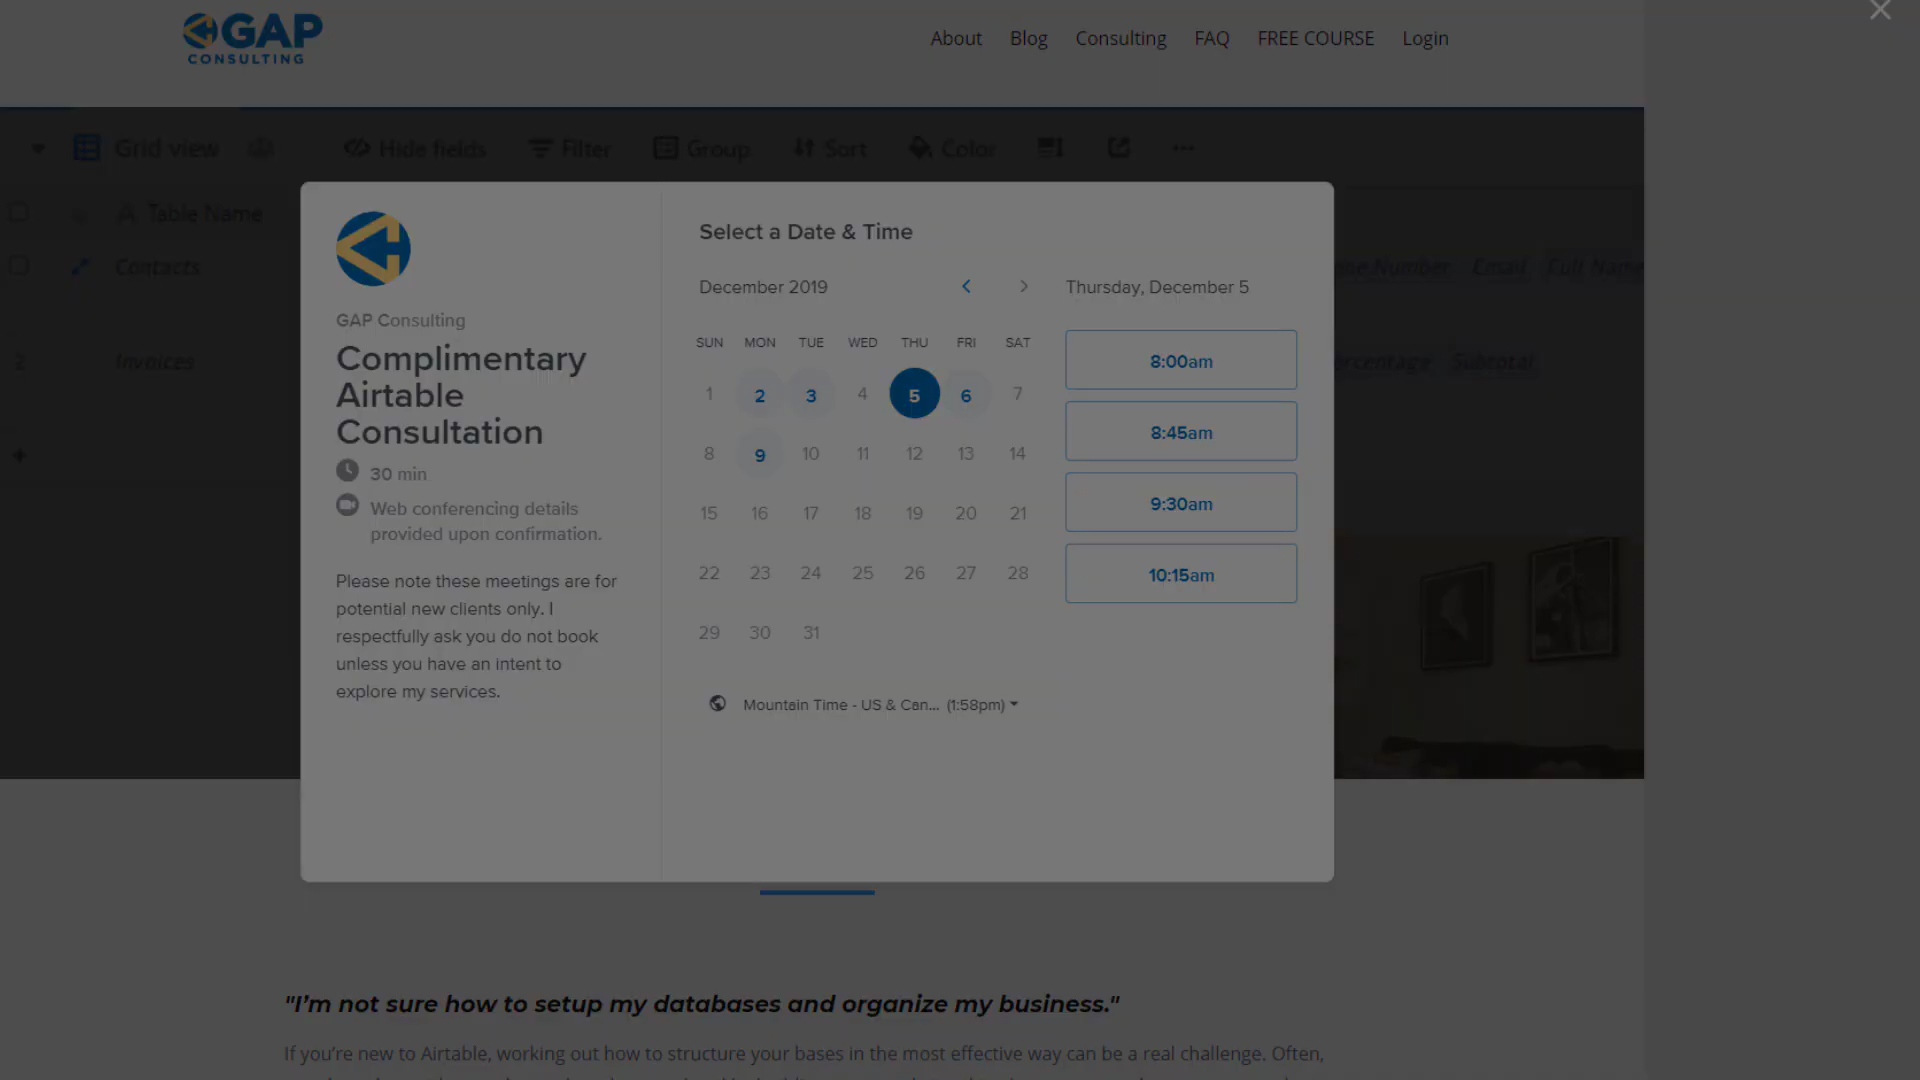 GAP
CONSULTING
About Blog Consulting FAQ FREE COURSE Login
Grid view Hide fields Filter Group Sort Color
A Table Name
Contacts
Number Email Full Name
2 Invoices
Subtotal
GAP Consulting
Complimentary
Airtable
Consultation
30 min
Web conferencing details
provided upon confirmation.
Please note these meetings are for
potential new clients only. I
respectfully ask you do not book
unless you have an intent to
explore my services.
Select a Date & Time
December 2019
SUN MON TUE WED THU FRI SAT
1 2 3 4 5 6 7
8 9 10 11 12 13 14
15 16 17 18 19 20 21
22 23 24 25 26 27 28
29 30 31
Mountain Time - US & Can... (1:58pm)
Thursday, December 5
8:00am
8:45am
9:30am
10:15am
"I'm not sure how to setup my databases and organize my business."
If you're new to Airtable, working out how to structure your bases in the most effective way can be a real challenge. Often,